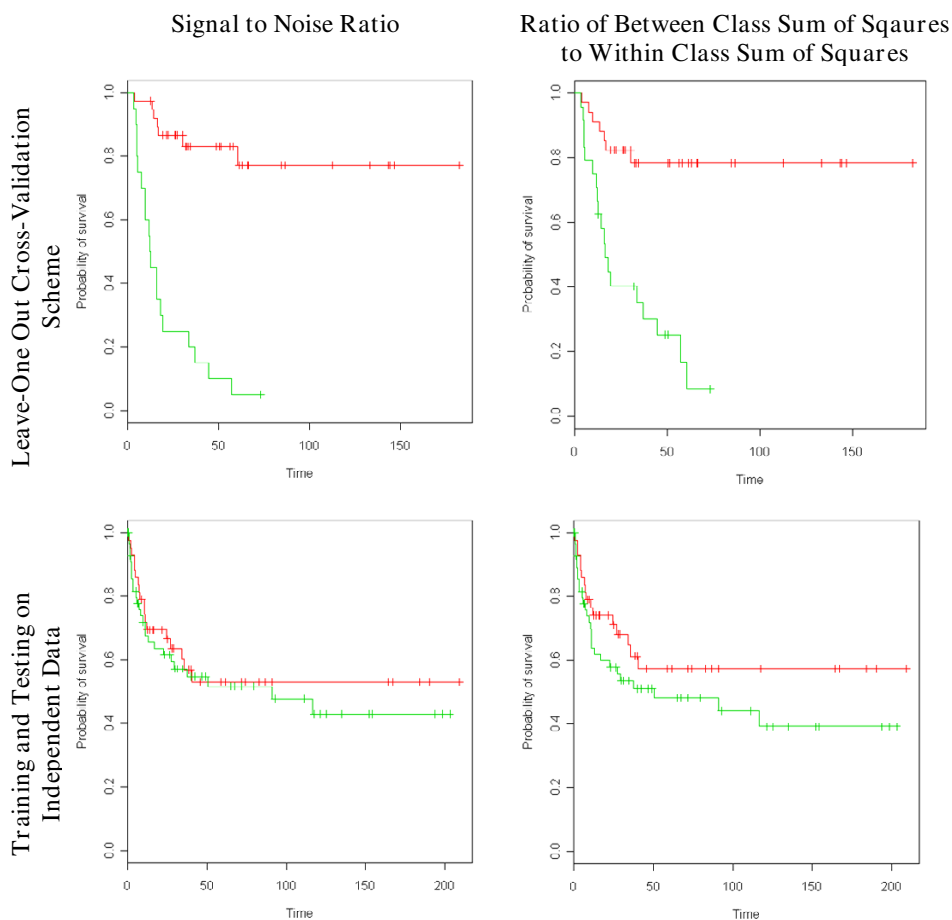 Signal to Noise Ratio
Ratio of Between Class Sum of Sqaures
to Within Class Sum of Squares
Leave-One Out Cross-Validation
Scheme
Probability of survival
0.0 0.2 0.4 0.6 0.8 1.0
0 50 100 150
Time
Probability of survival
0.0 0.2 0.4 0.6 0.8 1.0
0 50 100 150
Time
Training and Testing on
Independent Data
Probability of survival
0.0 0.2 0.4 0.6 0.8 1.0
0 50 100 150 200
Time
Probability of survival
0.0 0.2 0.4 0.6 0.8 1.0
0 50 100 150 200
Time